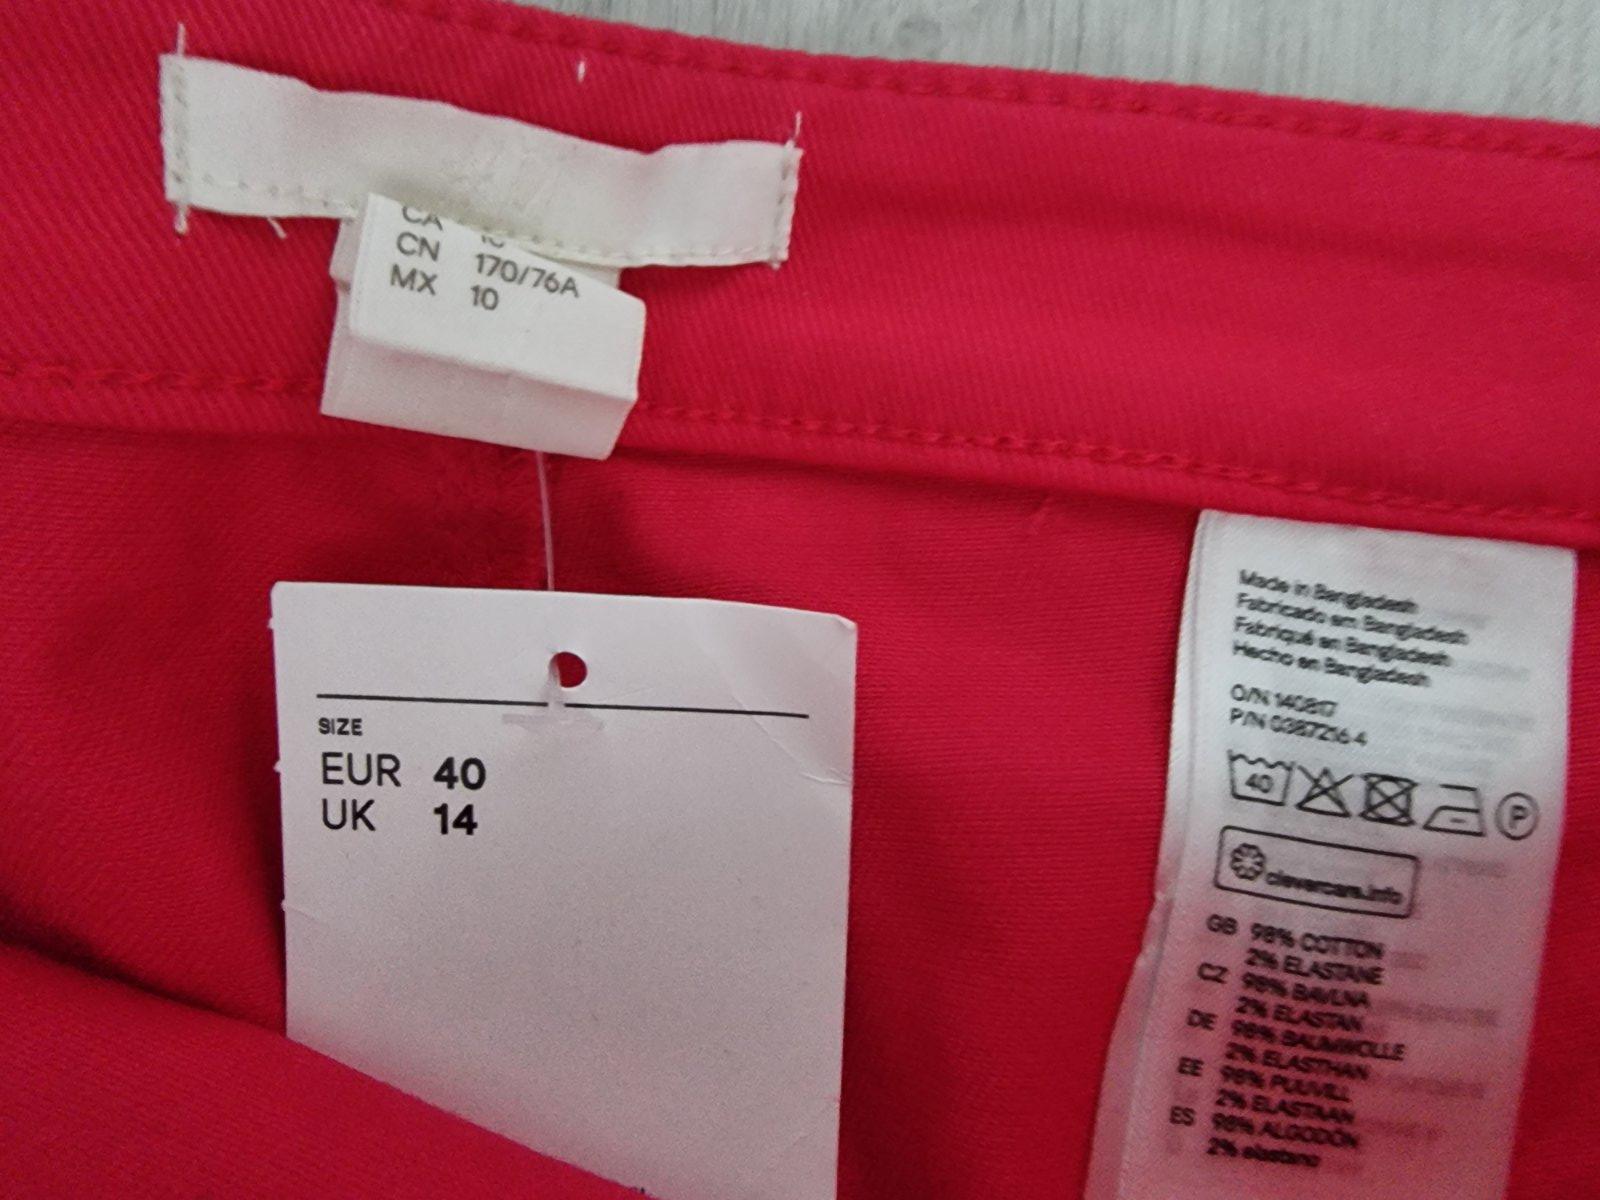 CA 10
CN 170/76A
MX 10
SIZE
EUR 40
UK 14
Made in Bangladesh
Fabricado em Bangladesh
Fabriqué en Bangladesh
Hecho en Bangladesh
O/N 140817
P/N 0387216 4
40
P
clevercare.info
GB 98% COTTON
2% ELASTANE
CZ 98% BAVLNA
2% ELASTAN
DE 98% BAUMWOLLE
2% ELASTHAN
EE 98% PUUVILL
2% ELASTAAN
ES 98% ALGODÓN
2% elastano